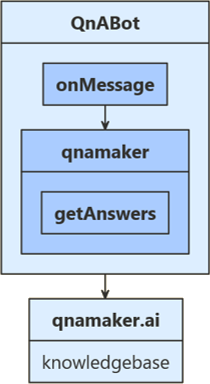 QnABot
onMessage
qnamaker
getAnswers
qnamaker.ai
knowledgebase